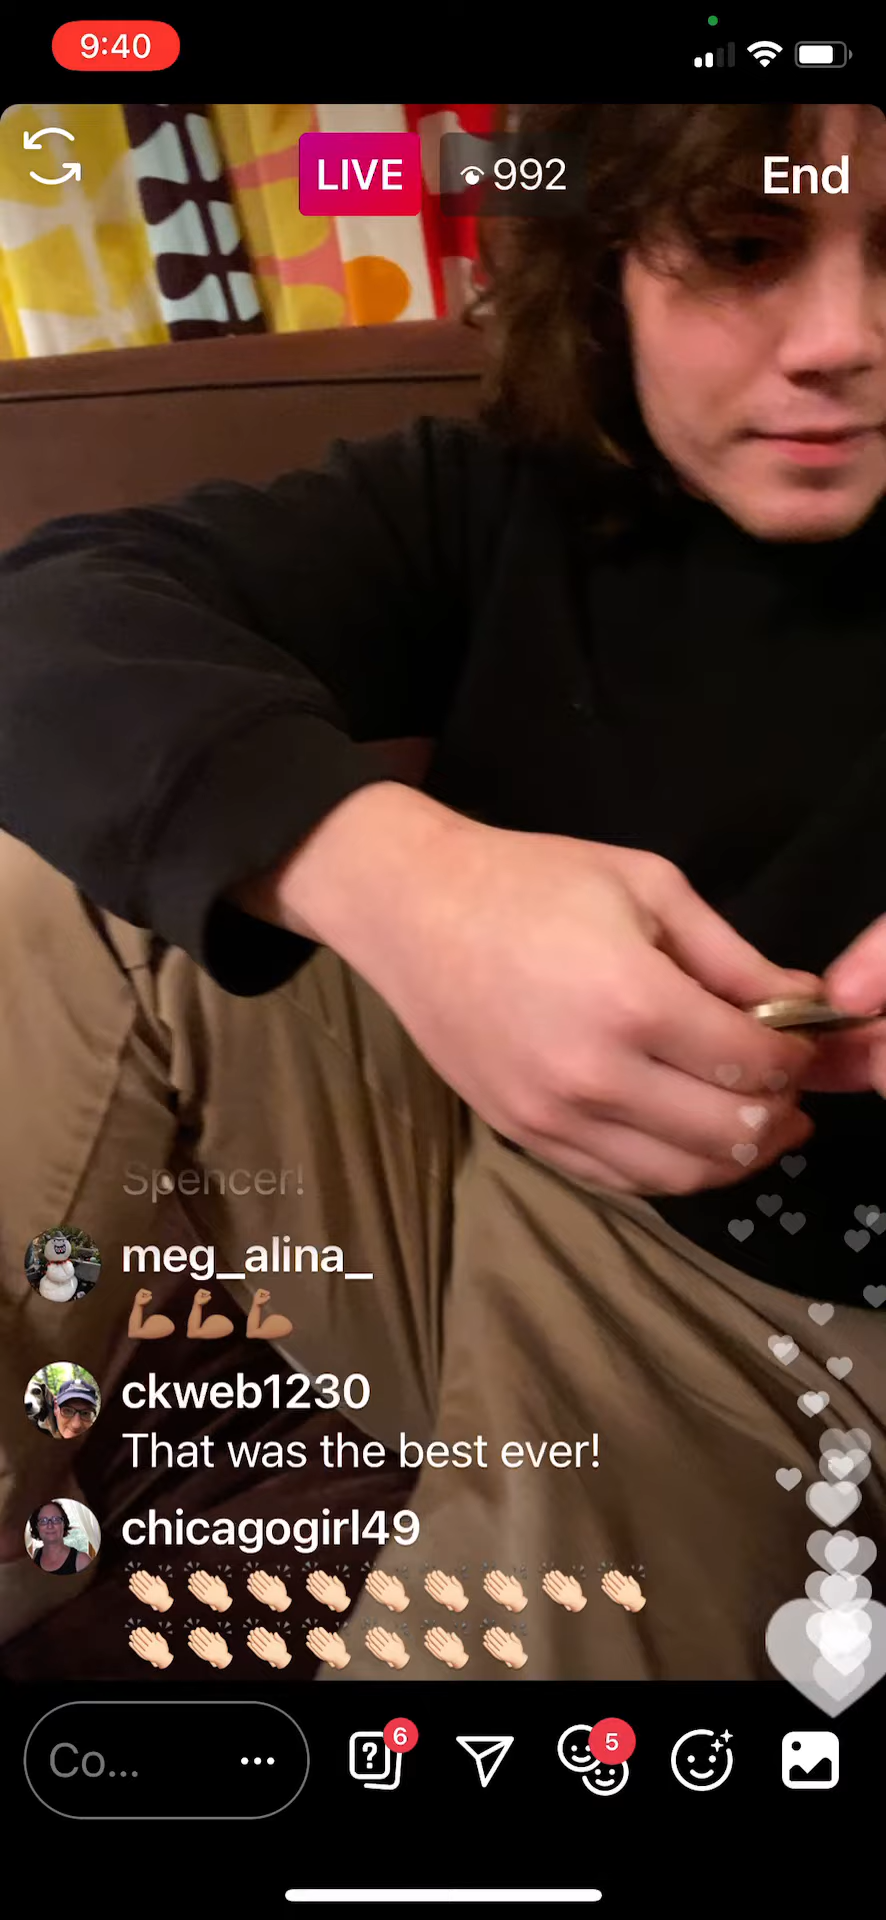 9:40
LIVE 992 End
Spencer!
meg_alina_
ckweb1230
That was the best ever!
chicagogirl49
Co... ...
6
5